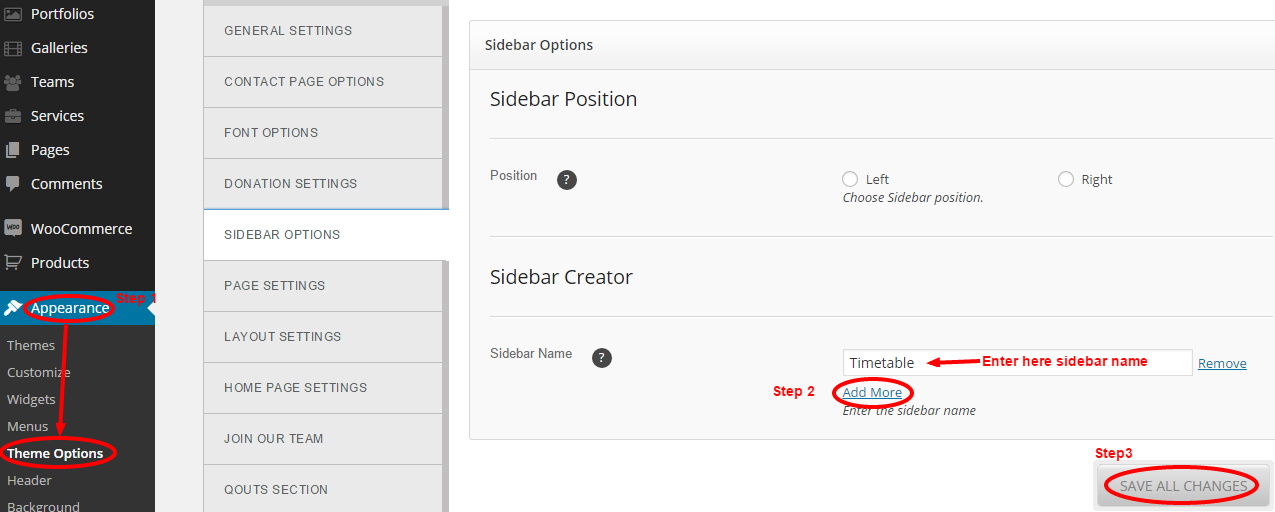 Portfolios
Galleries
Teams
Services
Pages
Comments
WooCommerce
Products
Appearance
Step 1
Themes
Customize
Widgets
Menus
Theme Options
Header
Background
GENERAL SETTINGS
CONTACT PAGE OPTIONS
FONT OPTIONS
DONATION SETTINGS
SIDEBAR OPTIONS
PAGE SETTINGS
LAYOUT SETTINGS
HOME PAGE SETTINGS
JOIN OUR TEAM
QOUTS SECTION
Sidebar Options
Sidebar Position
Position ? Left Right
Choose Sidebar position.
Sidebar Creator
Sidebar Name ? Timetable Enter here sidebar name Remove
Step 2 Add More
Enter the sidebar name
Step3
SAVE ALL CHANGES